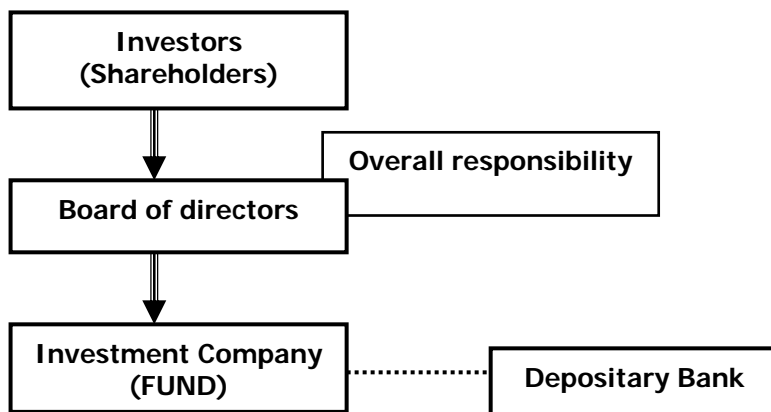 Investors
(Shareholders)
Overall responsibility
Board of directors
Investment Company
(FUND)
Depositary Bank